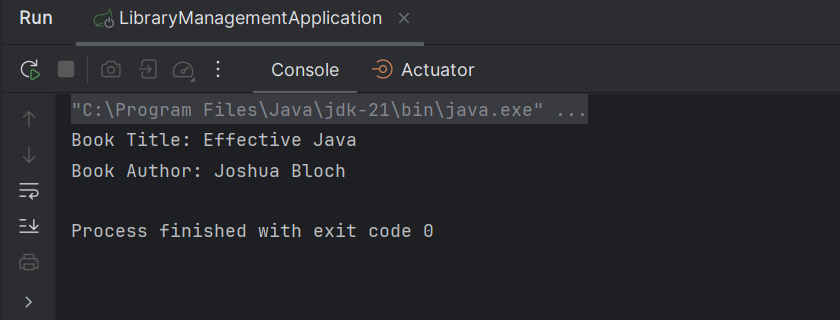 Run LibraryManagementApplication
Console Actuator
"C:\Program Files\Java\jdk-21\bin\java.exe" ...
Book Title: Effective Java
Book Author: Joshua Bloch
Process finished with exit code 0